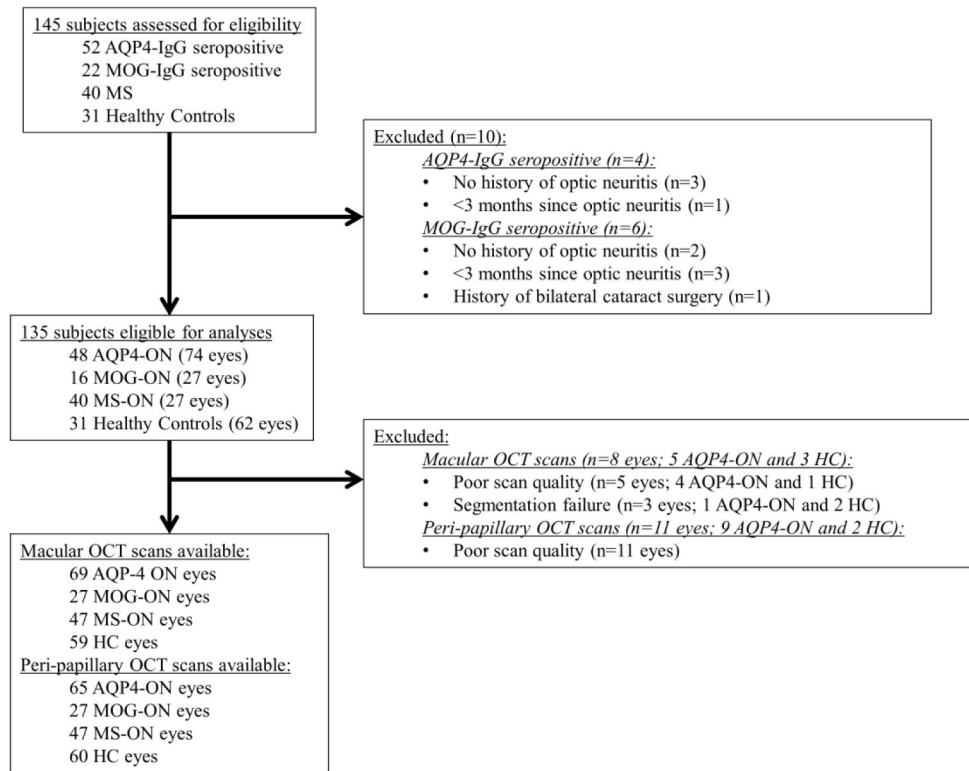 145 subjects assessed for eligibility
52 AQP4-IgG seropositive
22 MOG-IgG seropositive
40 MS
31 Healthy Controls
Excluded (n=10):
AQP4-IgG seropositive (n=4):
• No history of optic neuritis (n=3)
• <3 months since optic neuritis (n=1)
MOG-IgG seropositive (n=6):
• No history of optic neuritis (n=2)
• <3 months since optic neuritis (n=3)
• History of bilateral cataract surgery (n=1)
135 subjects eligible for analyses
48 AQP4-ON (74 eyes)
16 MOG-ON (27 eyes)
40 MS-ON (27 eyes)
31 Healthy Controls (62 eyes)
Excluded:
Macular OCT scans (n=8 eyes; 5 AQP4-ON and 3 HC):
• Poor scan quality (n=5 eyes; 4 AQP4-ON and 1 HC)
• Segmentation failure (n=3 eyes; 1 AQP4-ON and 2 HC)
Peri-papillary OCT scans (n=11 eyes; 9 AQP4-ON and 2 HC):
• Poor scan quality (n=11 eyes)
Macular OCT scans available:
69 AQP-4 ON eyes
27 MOG-ON eyes
47 MS-ON eyes
59 HC eyes
Peri-papillary OCT scans available:
65 AQP4-ON eyes
27 MOG-ON eyes
47 MS-ON eyes
60 HC eyes